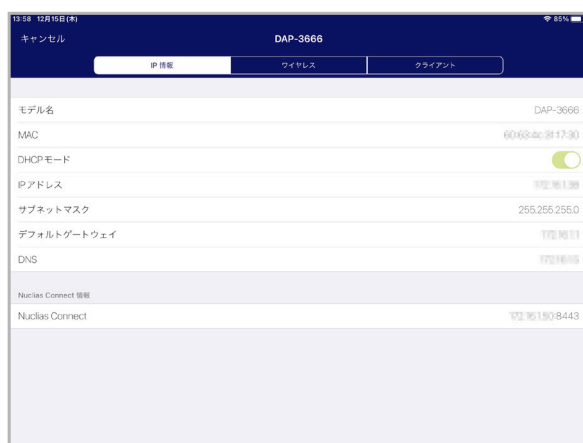 13:58 12月15日(木)
85%
キャンセル
DAP-3666
IP 情報
ワイヤレス
クライアント
モデル名 DAP-3666
MAC
DHCP モード
IP アドレス
サブネットマスク 255.255.255.0
デフォルトゲートウェイ
DNS
Nuclias Connect 情報
Nuclias Connect :8443